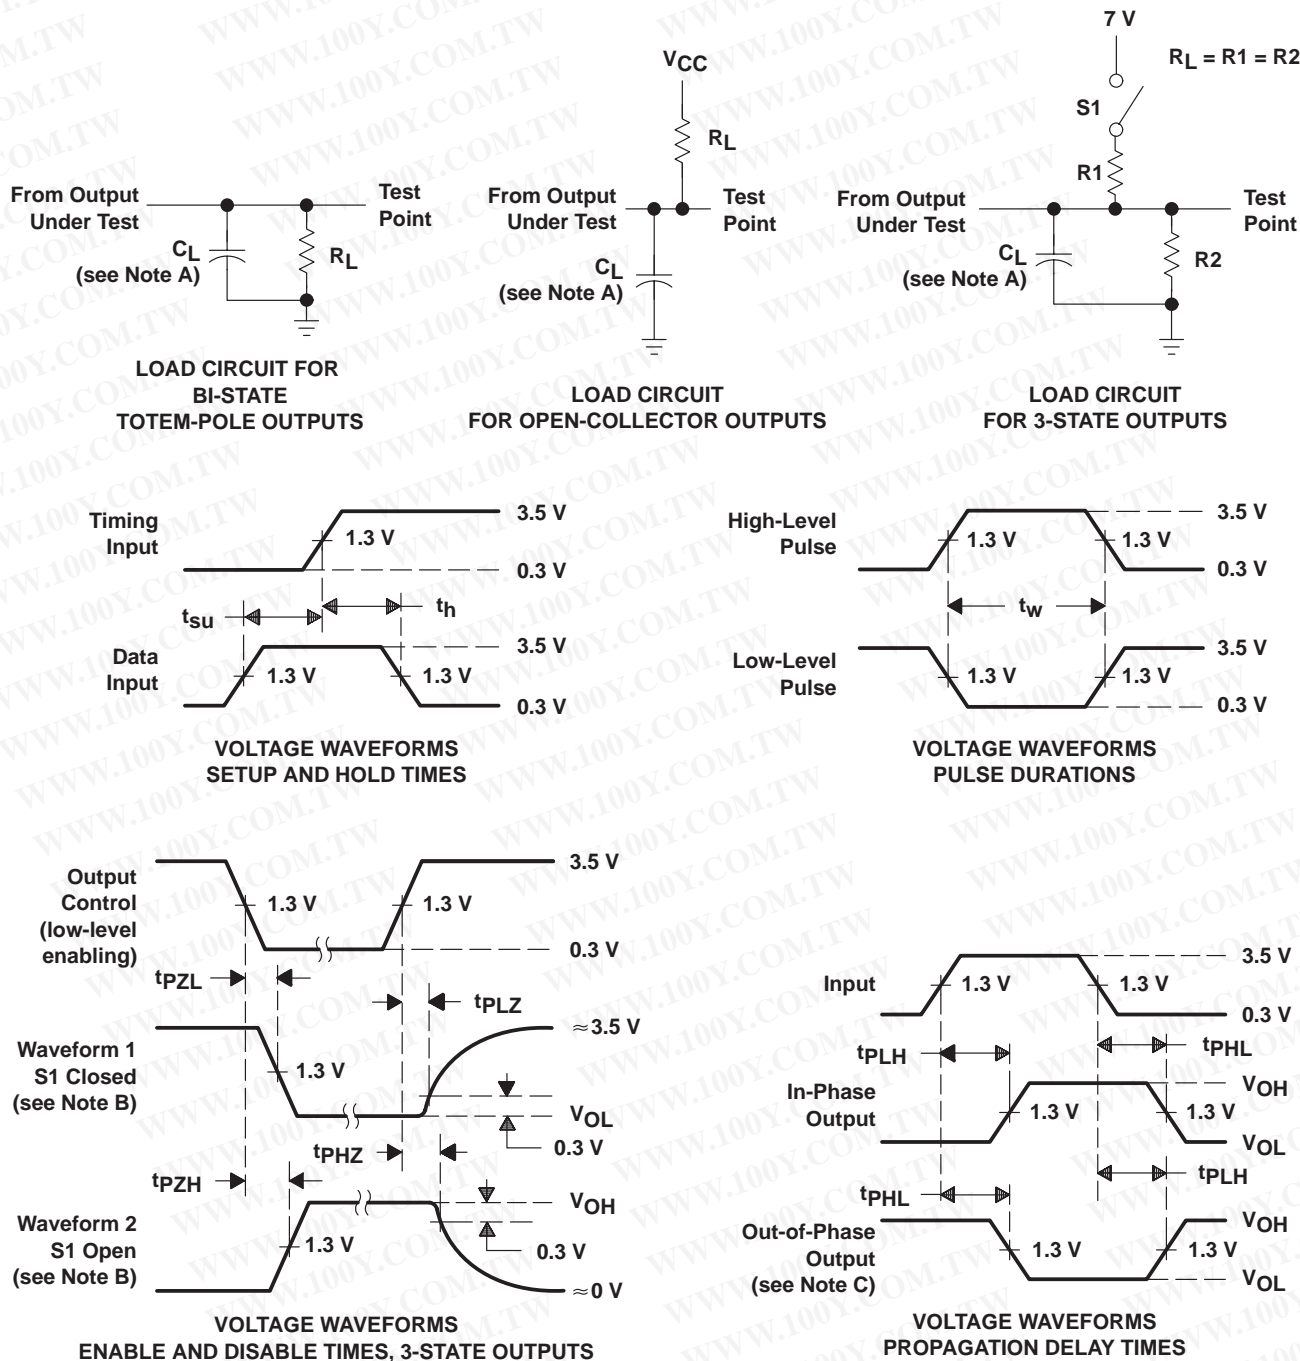 7 V
RL = R1 = R2
S1
R1
From Output
Under Test
Test
Point
CL
(see Note A)
R2
LOAD CIRCUIT
FOR 3-STATE OUTPUTS
VCC
RL
From Output
Under Test
Test
Point
CL
(see Note A)
LOAD CIRCUIT
FOR OPEN-COLLECTOR OUTPUTS
From Output
Under Test
Test
Point
CL
(see Note A)
RL
LOAD CIRCUIT FOR
BI-STATE
TOTEM-POLE OUTPUTS
Timing
Input
1.3 V
3.5 V
0.3 V
tsu
th
Data
Input
1.3 V
1.3 V
3.5 V
0.3 V
VOLTAGE WAVEFORMS
SETUP AND HOLD TIMES
High-Level
Pulse
1.3 V
1.3 V
3.5 V
0.3 V
tw
Low-Level
Pulse
1.3 V
1.3 V
3.5 V
0.3 V
VOLTAGE WAVEFORMS
PULSE DURATIONS
Output
Control
(low-level
enabling)
1.3 V
1.3 V
3.5 V
0.3 V
tPZL
tPLZ
Waveform 1
S1 Closed
(see Note B)
1.3 V
≈3.5 V
VOL
0.3 V
tPHZ
tPZH
Waveform 2
S1 Open
(see Note B)
1.3 V
VOH
0.3 V
≈0 V
VOLTAGE WAVEFORMS
ENABLE AND DISABLE TIMES, 3-STATE OUTPUTS
Input
1.3 V
1.3 V
3.5 V
0.3 V
tPLH
tPHL
In-Phase
Output
1.3 V
1.3 V
VOH
VOL
tPHL
tPLH
Out-of-Phase
Output
(see Note C)
1.3 V
1.3 V
VOH
VOL
VOLTAGE WAVEFORMS
PROPAGATION DELAY TIMES
WWW.100Y.COM.TW